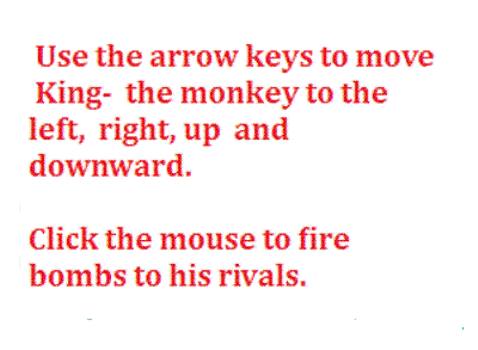 Use the arrow keys to move
King- the monkey to the
left, right, up and
downward.
Click the mouse to fire
bombs to his rivals.